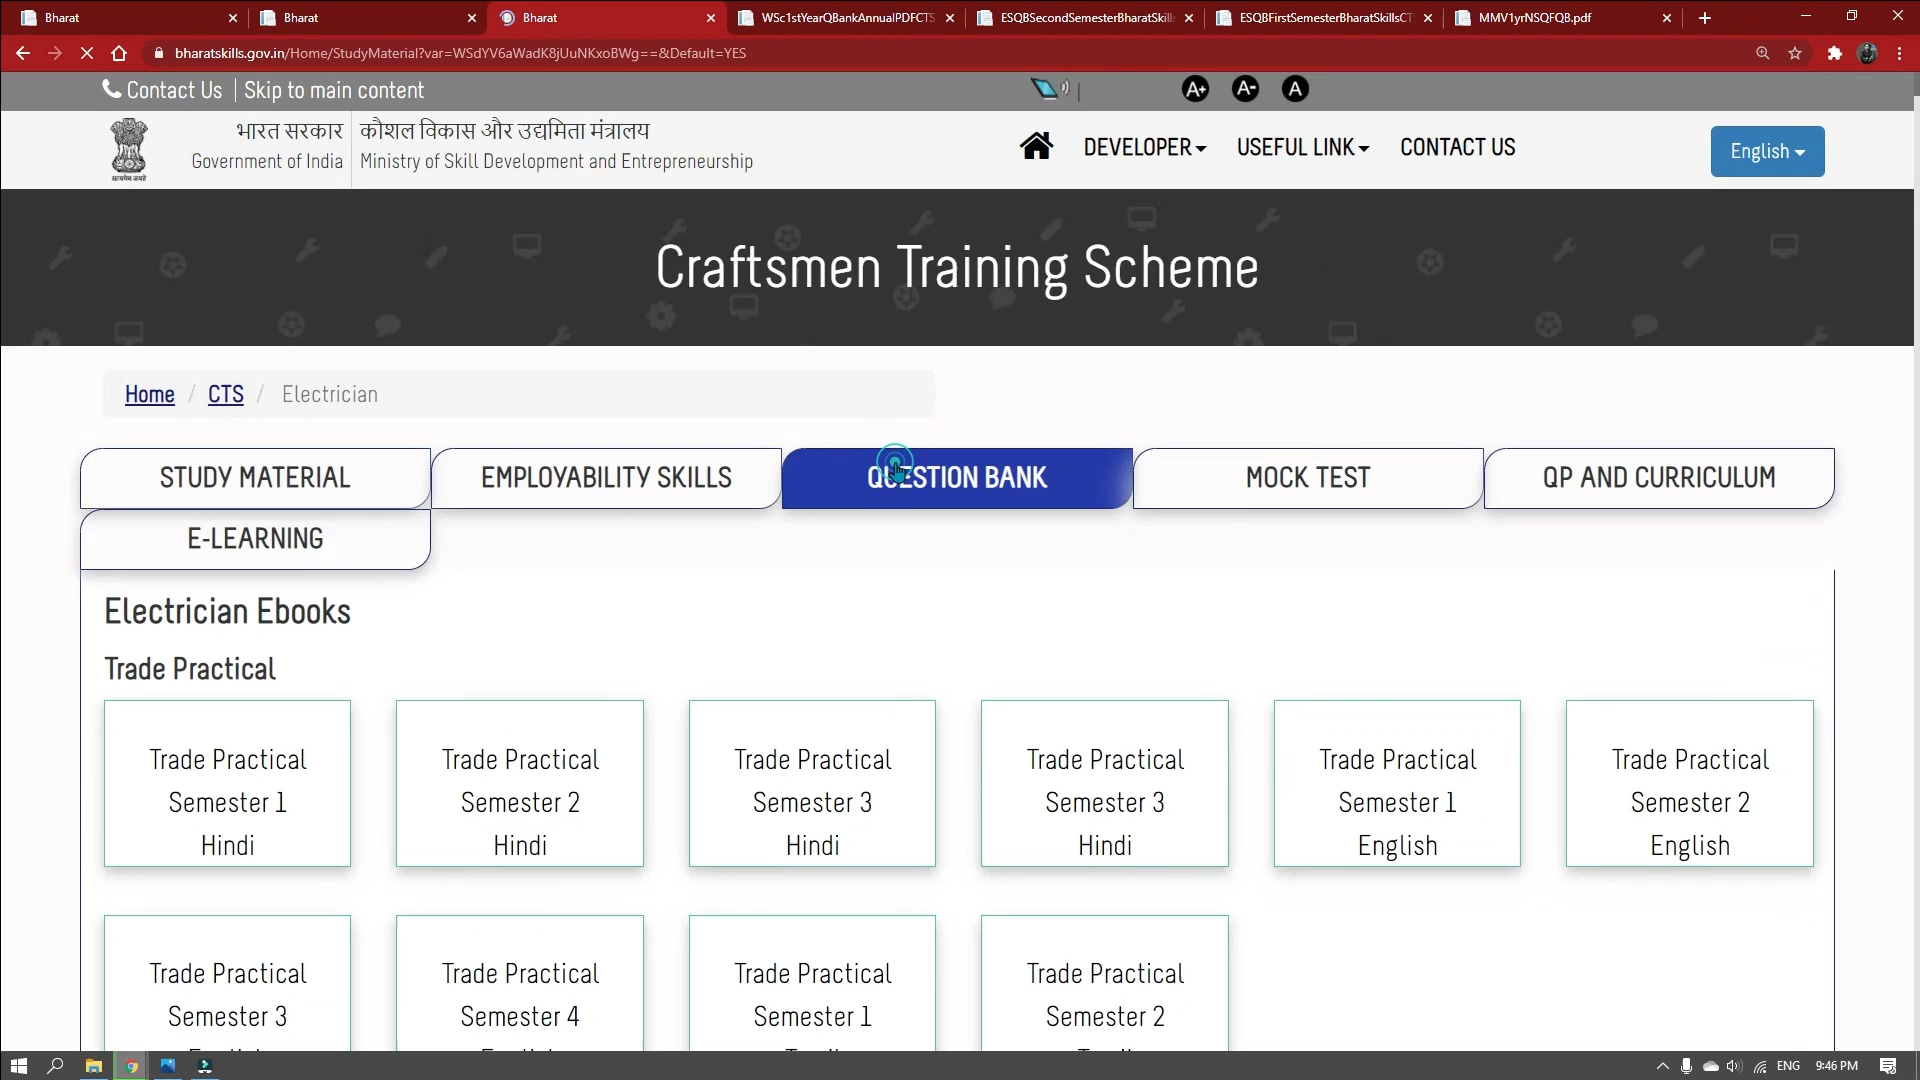 Bharat
Bharat
Bharat
WSc1stYearQBankAnnualPDFCTS
ESQBSecondSemesterBharatSkills
ESQBFirstSemesterBharatSkillsCT
MMV1yrNSQFQB.pdf
bharatskills.gov.in/Home/StudyMaterial?var=WSdYV6aWadK8jUuNKxoBWg==&Default=YES
Contact Us | Skip to main content
A+ A- A
भारत सरकार कौशल विकास और उद्यमिता मंत्रालय
Government of India Ministry of Skill Development and Entrepreneurship
सत्यमेव जयते
DEVELOPER USEFUL LINK CONTACT US
English
Craftsmen Training Scheme
Home / CTS / Electrician
STUDY MATERIAL EMPLOYABILITY SKILLS QUESTION BANK MOCK TEST QP AND CURRICULUM
E-LEARNING
Electrician Ebooks
Trade Practical
Trade Practical
Semester 1
Hindi
Trade Practical
Semester 2
Hindi
Trade Practical
Semester 3
Hindi
Trade Practical
Semester 3
Hindi
Trade Practical
Semester 1
English
Trade Practical
Semester 2
English
Trade Practical
Semester 3
Trade Practical
Semester 4
Trade Practical
Semester 1
Trade Practical
Semester 2
ENG 9:46 PM